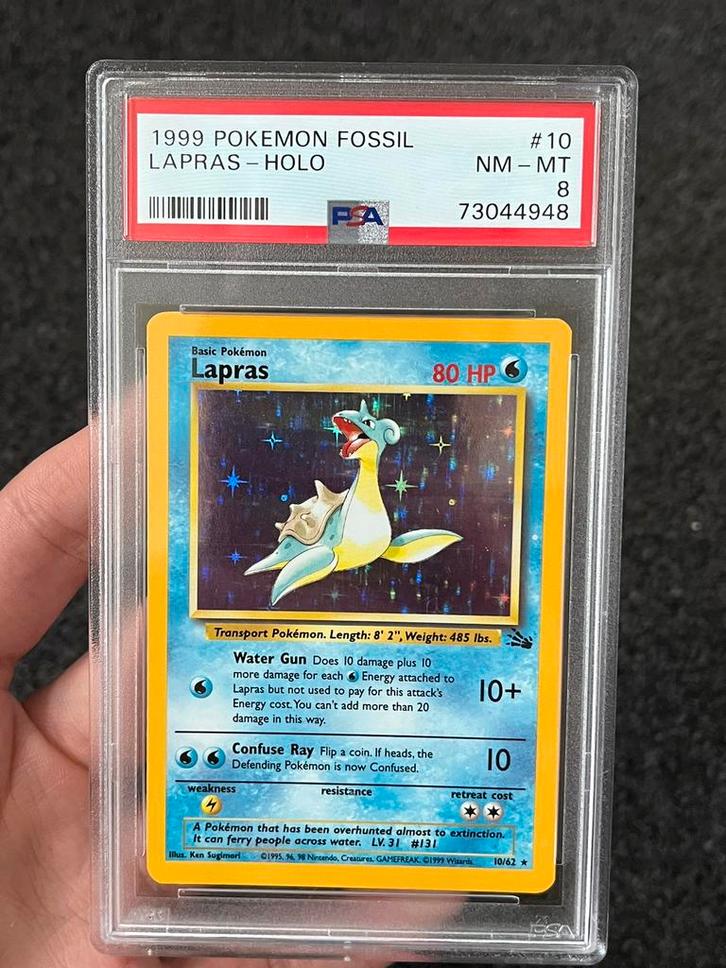 1999 POKEMON FOSSIL #10
LAPRAS - HOLO NM - MT
8
PSA 73044948
Basic Pokémon
Lapras 80 HP
Transport Pokémon. Length: 8' 2", Weight: 485 lbs.
Water Gun Does 10 damage plus 10
more damage for each Energy attached to
Lapras but not used to pay for this attack's
Energy cost. You can't add more than 20
damage in this way.
10+
Confuse Ray Flip a coin. If heads, the
Defending Pokémon is now Confused.
10
weakness resistance retreat cost
A Pokémon that has been overhunted almost to extinction.
It can ferry people across water. LV. 31 #131
Illus. Ken Sugimori ©1995, 96, 98 Nintendo, Creatures, GAMEFREAK. ©1999 Wizards. 10/62 ★
PSA